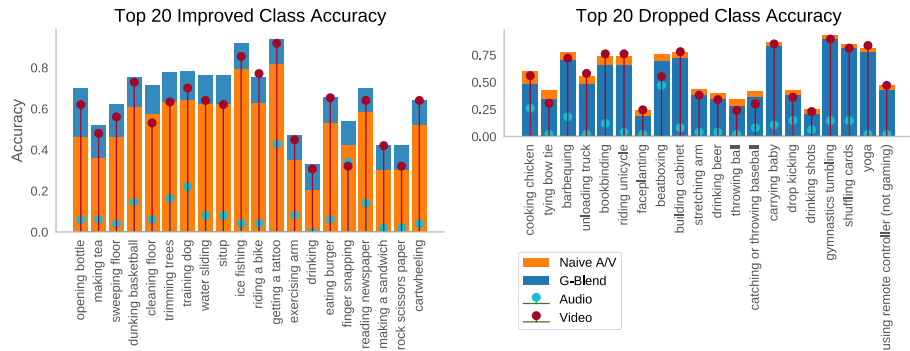 Top 20 Improved Class Accuracy
Accuracy
0.8
0.6
0.4
0.2
0.0
opening bottle
making tea
sweeping floor
dunking basketball
cleaning floor
trimming trees
training dog
water sliding
situp
ice fishing
riding a bike
getting a tattoo
exercising arm
drinking
eating burger
finger snapping
reading newspaper
making a sandwich
rock scissors paper
cartwheeling
Top 20 Dropped Class Accuracy
0.75
0.50
0.25
0.00
cooking chicken
tying bow tie
barbequing
unloading truck
bookbinding
riding unicycle
faceplanting
beatboxing
building cabinet
stretching arm
drinking beer
throwing ball
catching or throwing baseball
carrying baby
drop kicking
drinking shots
gymnastics tumbling
shuffling cards
yoga
using remote controller (not gaming)
Naive A/V
G-Blend
Audio
Video